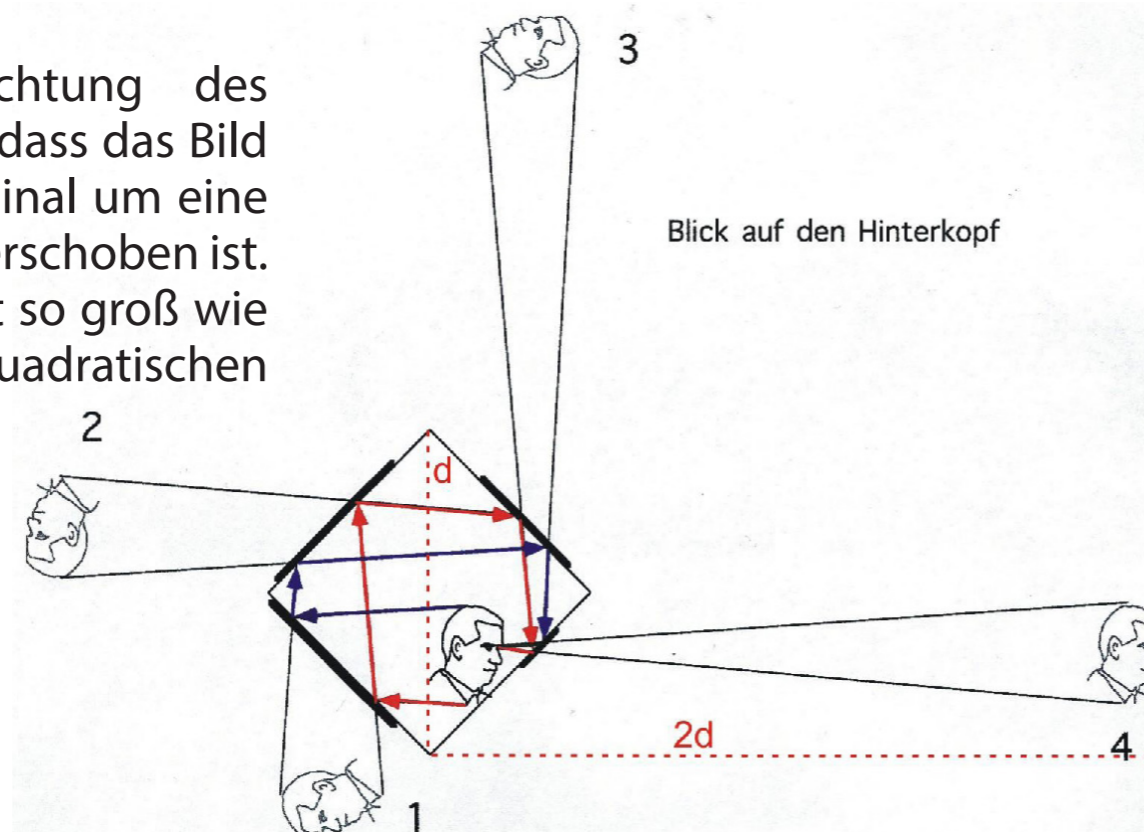 chtung des
dass das Bild
inal um eine
erschoben ist.
so groß wie
uadratischen
3
Blick auf den Hinterkopf
2
d
2d
4
1